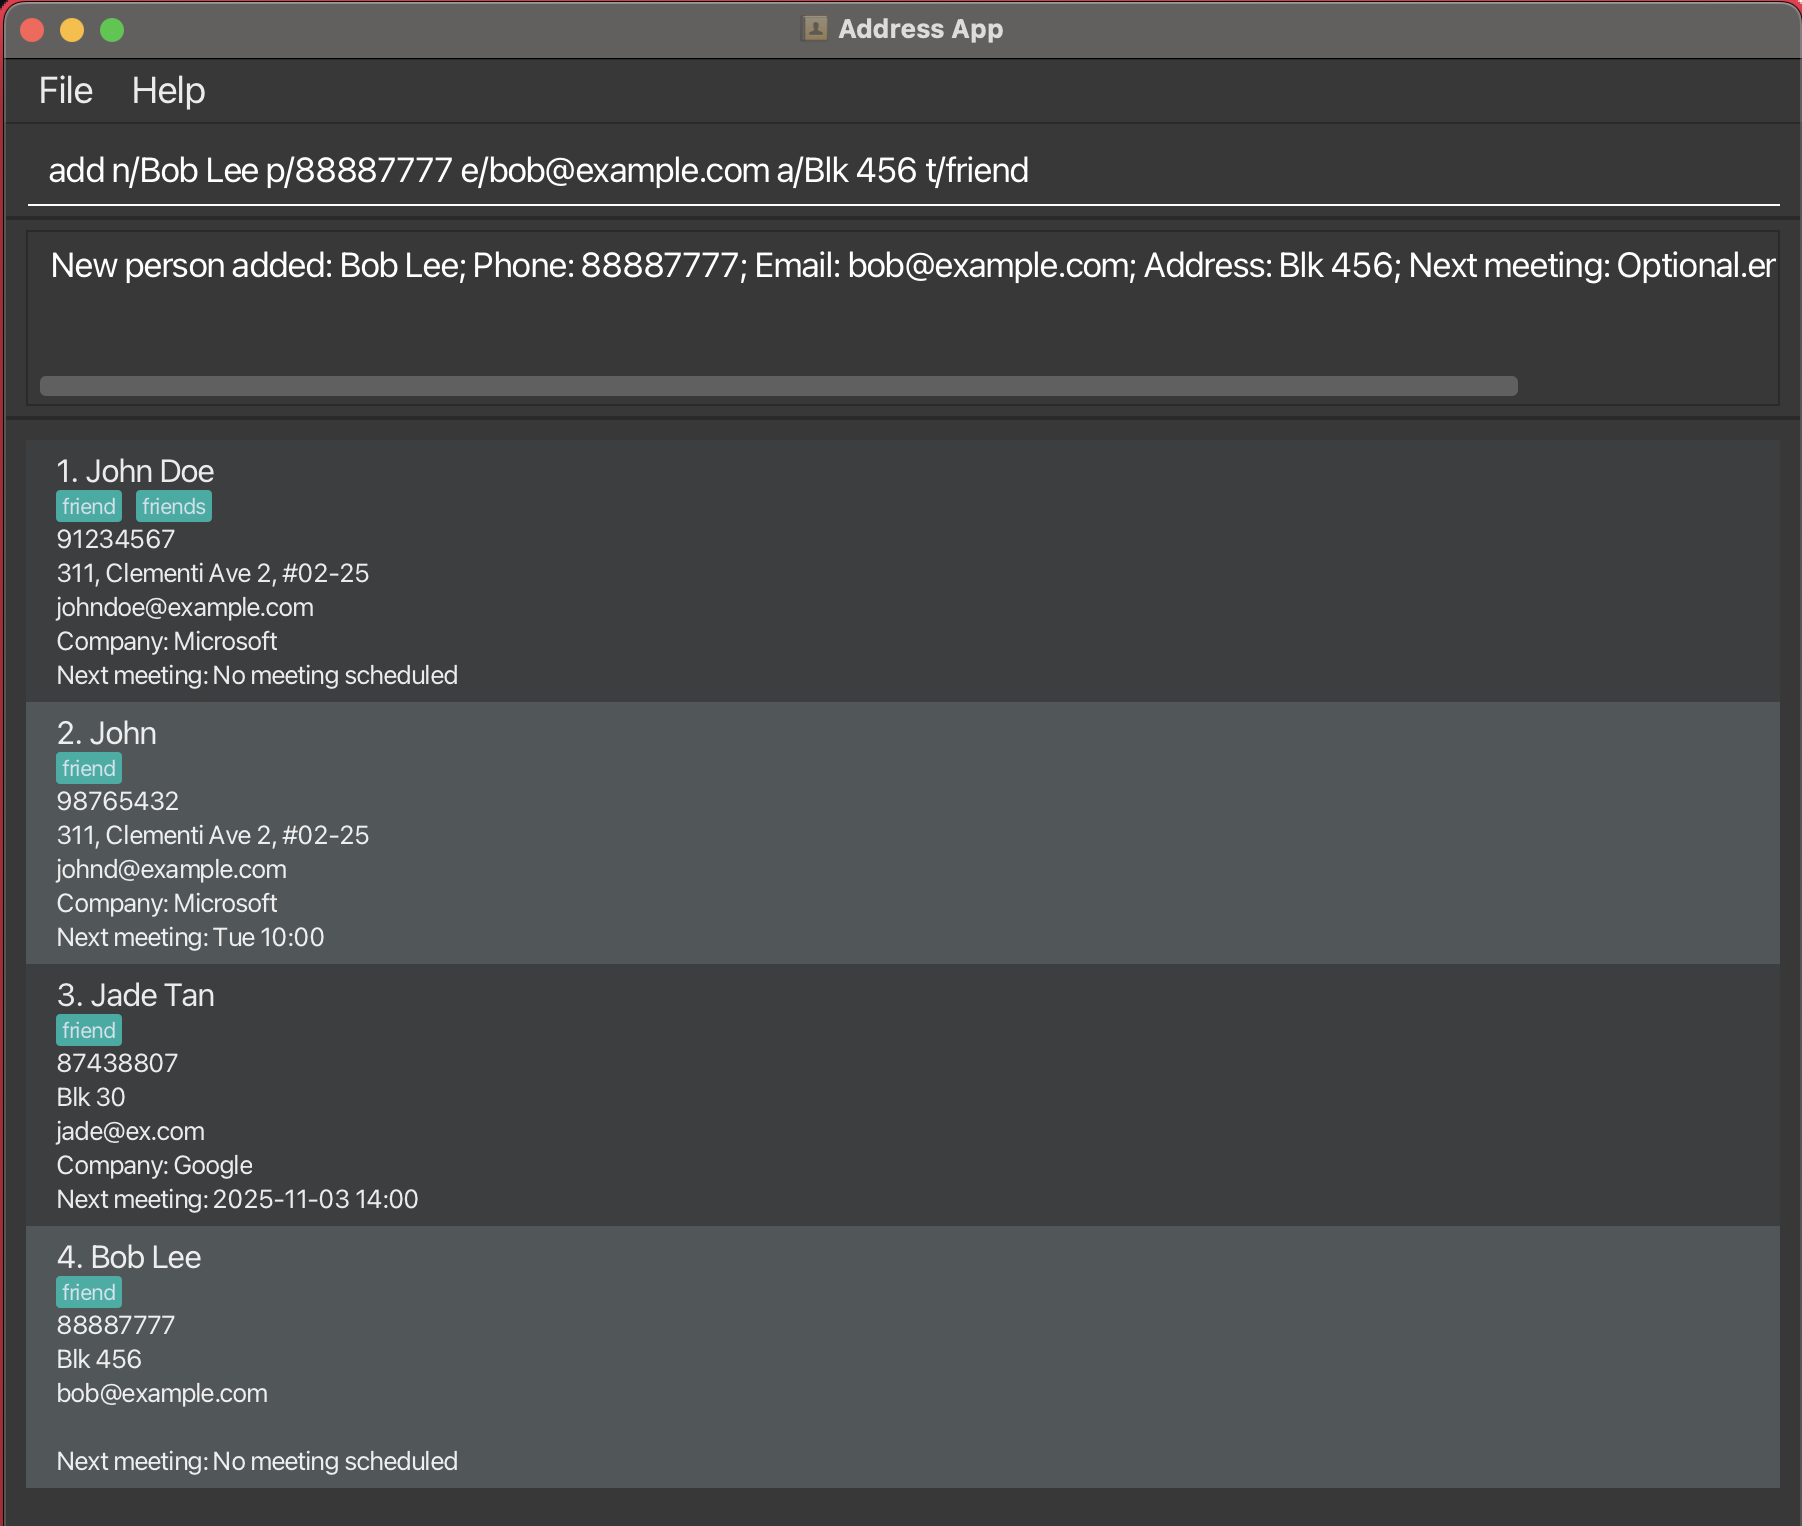 Address App
File Help
add n/Bob Lee p/88887777 e/bob@example.com a/Blk 456 t/friend
New person added: Bob Lee; Phone: 88887777; Email: bob@example.com; Address: Blk 456; Next meeting: Optional.er
1. John Doe
friend friends
91234567
311, Clementi Ave 2, #02-25
johndoe@example.com
Company: Microsoft
Next meeting: No meeting scheduled
2. John
friend
98765432
311, Clementi Ave 2, #02-25
johnd@example.com
Company: Microsoft
Next meeting: Tue 10:00
3. Jade Tan
friend
87438807
Blk 30
jade@ex.com
Company: Google
Next meeting: 2025-11-03 14:00
4. Bob Lee
friend
88887777
Blk 456
bob@example.com
Next meeting: No meeting scheduled